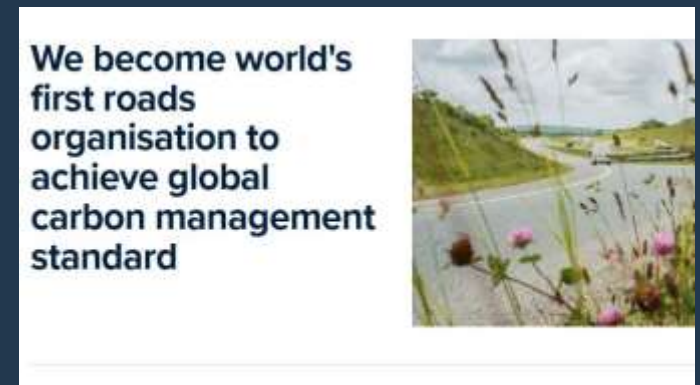 We become world's
first roads
organisation to
achieve global
carbon management
standard